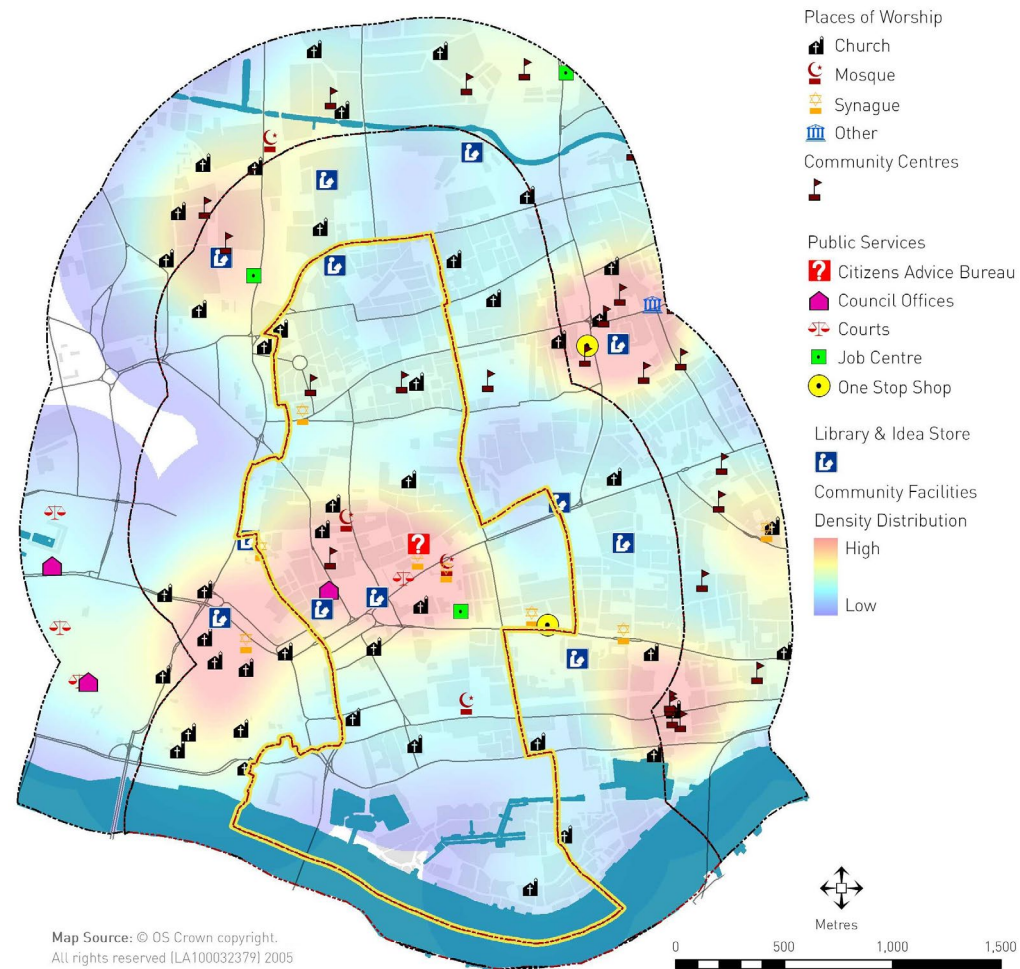 Places of Worship
Church
Mosque
Synague
Other
Community Centres
Public Services
Citizens Advice Bureau
Council Offices
Courts
Job Centre
One Stop Shop
Library & Idea Store
Community Facilities
Density Distribution
High
Low
Metres
0 500 1,000 1,500
Map Source: © OS Crown copyright.
All rights reserved (LA100032379) 2005